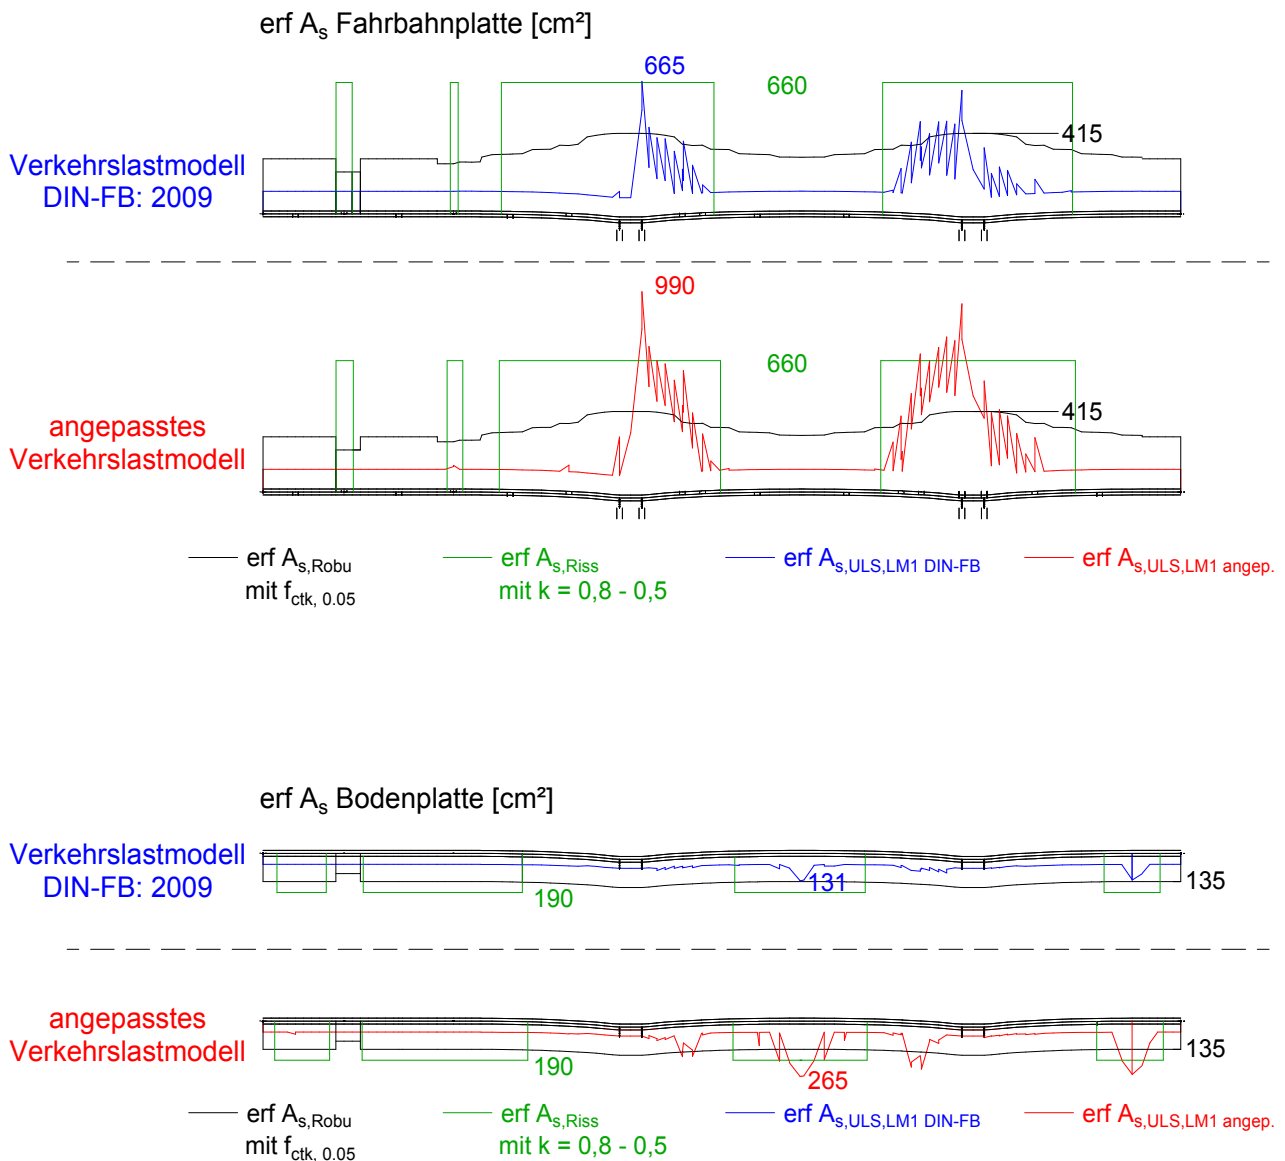 erf As Fahrbahnplatte [cm²]
665
660
415
Verkehrslastmodell
DIN-FB: 2009
990
660
415
angepasstes
Verkehrslastmodell
erf As,Robu
mit fctk, 0.05
erf As,Riss
mit k = 0,8 - 0,5
erf As,ULS,LM1 DIN-FB
erf As,ULS,LM1 angep.
erf As Bodenplatte [cm²]
Verkehrslastmodell
DIN-FB: 2009
190
131
135
angepasstes
Verkehrslastmodell
190
265
135
erf As,Robu
mit fctk, 0.05
erf As,Riss
mit k = 0,8 - 0,5
erf As,ULS,LM1 DIN-FB
erf As,ULS,LM1 angep.